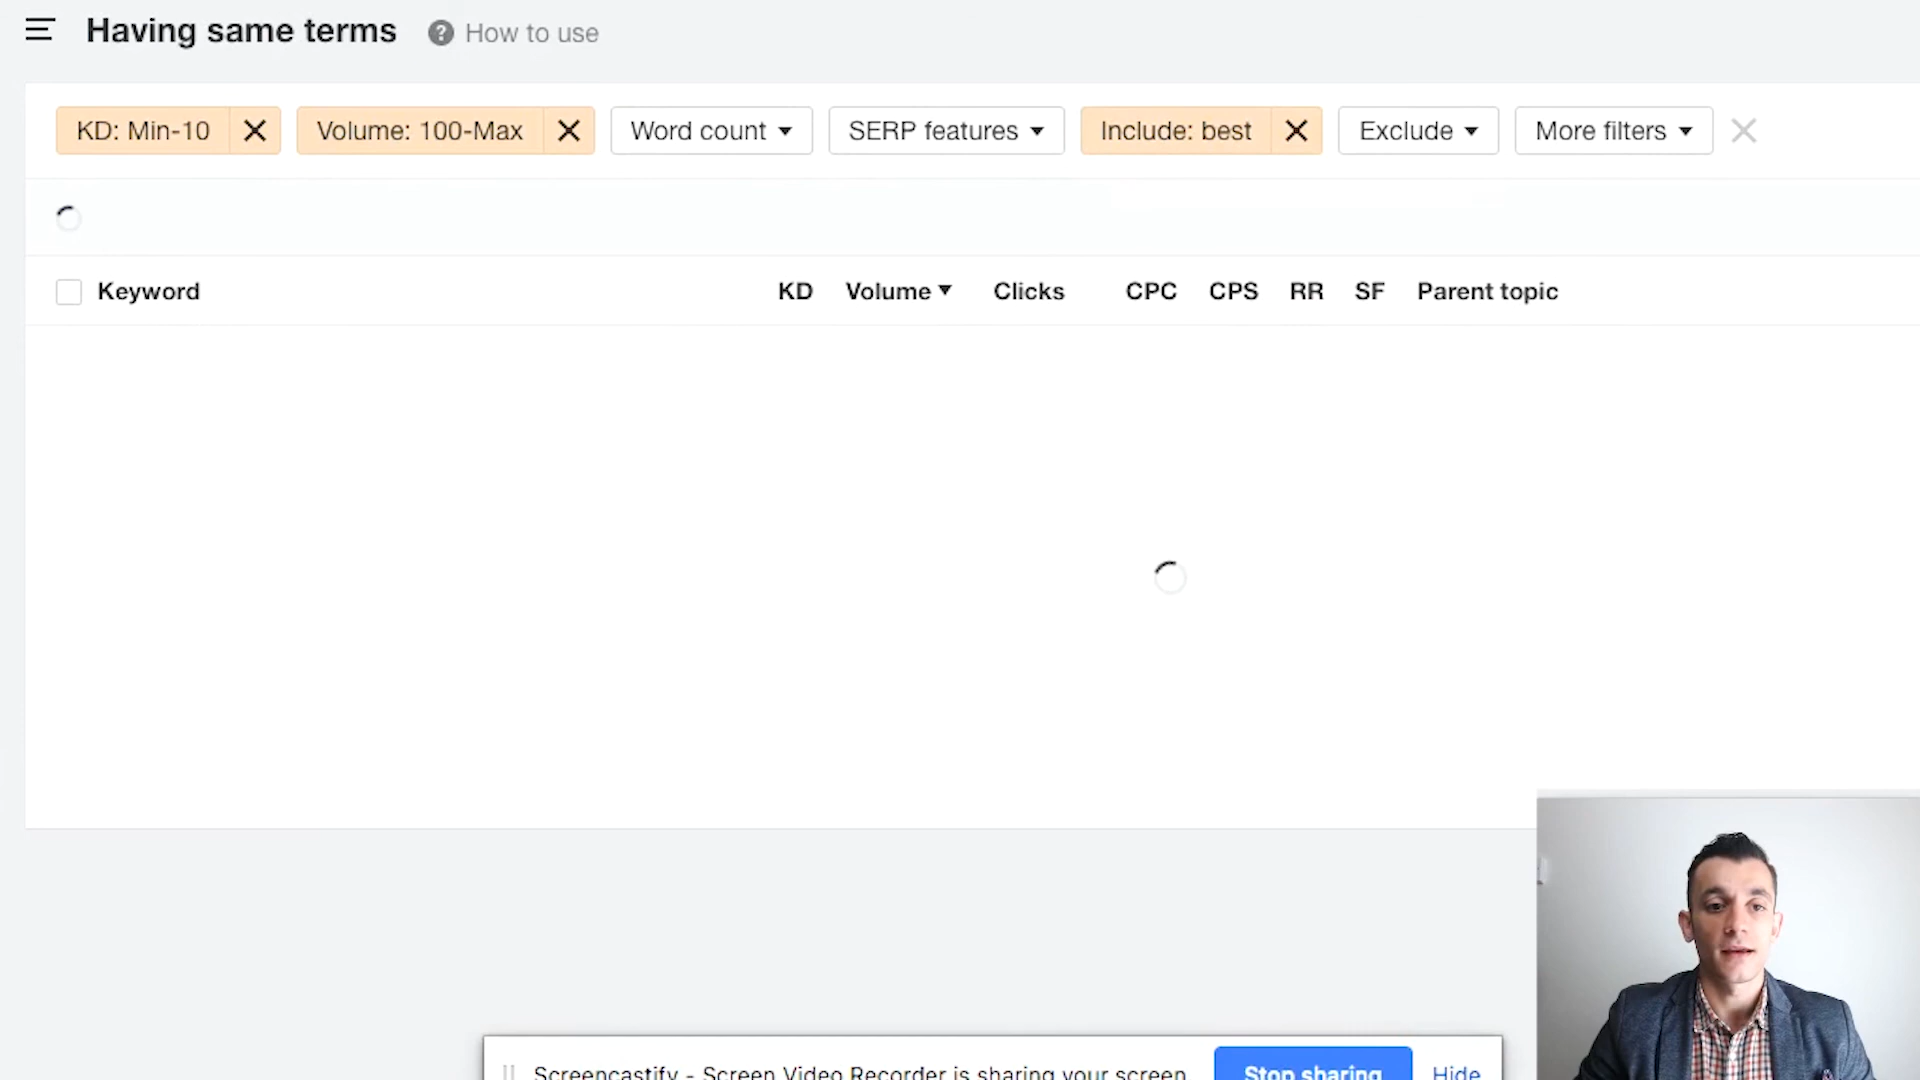 Having same terms
? How to use
KD: Min-10
Volume: 100-Max
Word count
SERP features
Include: best
Exclude
More filters
Keyword KD Volume Clicks CPC CPS RR SF Parent topic
Screencastify - Screen Video Recorder is sharing your screen
Stop sharing
Hide